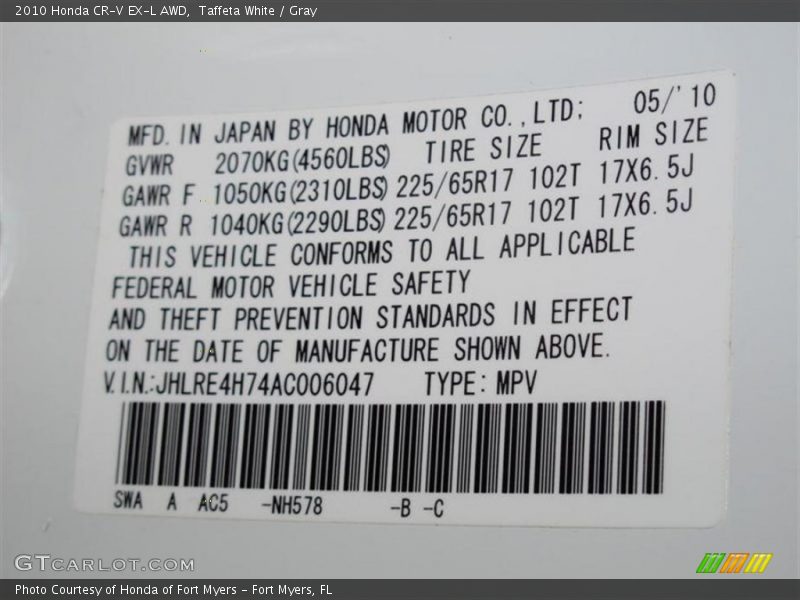 2010 Honda CR-V EX-L AWD,  Taffeta White / Gray
MFD. IN JAPAN BY HONDA MOTOR CO.,LTD; 05/'10
GVWR 2070KG(4560LBS) TIRE SIZE RIM SIZE
GAWR F 1050KG(2310LBS) 225/65R17 102T 17X6.5J
GAWR R 1040KG(2290LBS) 225/65R17 102T 17X6.5J
THIS VEHICLE CONFORMS TO ALL APPLICABLE
FEDERAL MOTOR VEHICLE SAFETY
AND THEFT PREVENTION STANDARDS IN EFFECT
ON THE DATE OF MANUFACTURE SHOWN ABOVE.
V.I.N.:JHLRE4H74AC006047 TYPE: MPV
SWA A AC5 -NH578 -B -C
GTCARLOT.COM
Photo Courtesy of Honda of Fort Myers - Fort Myers, FL